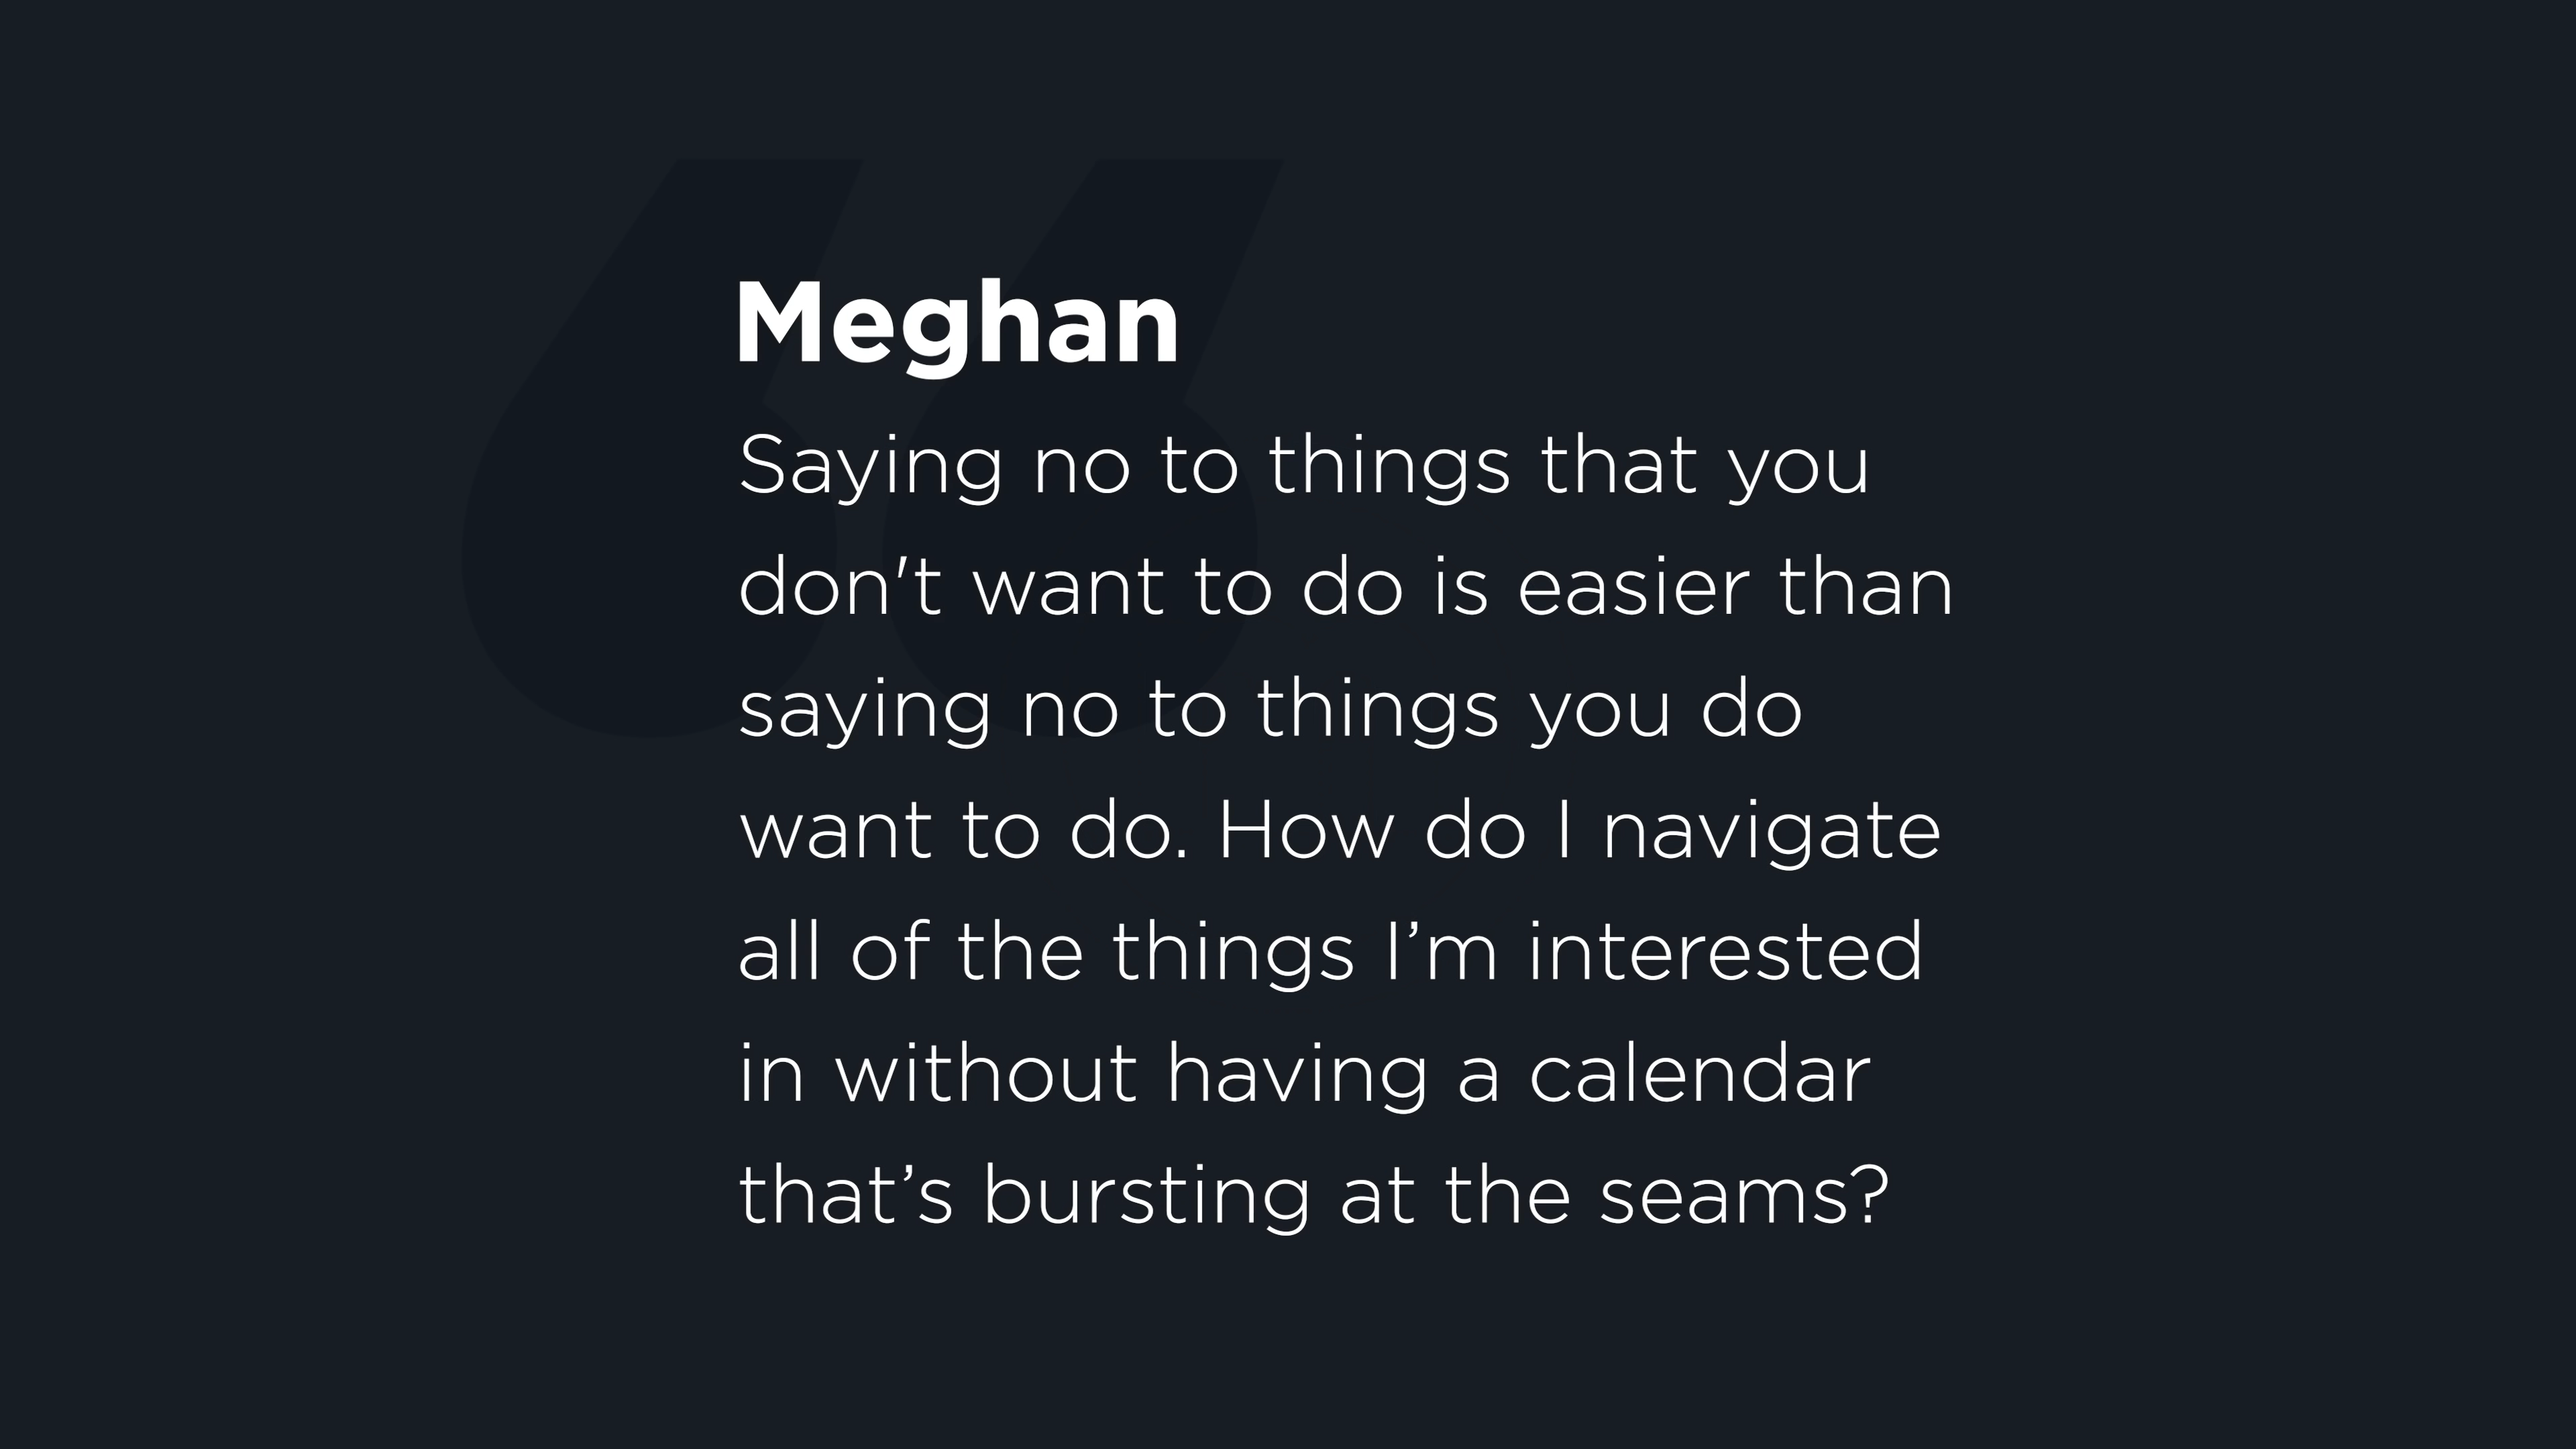 Meghan
Saying no to things that you
don't want to do is easier than
saying no to things you do
want to do. How do I navigate
all of the things I’m interested
in without having a calendar
that’s bursting at the seams?